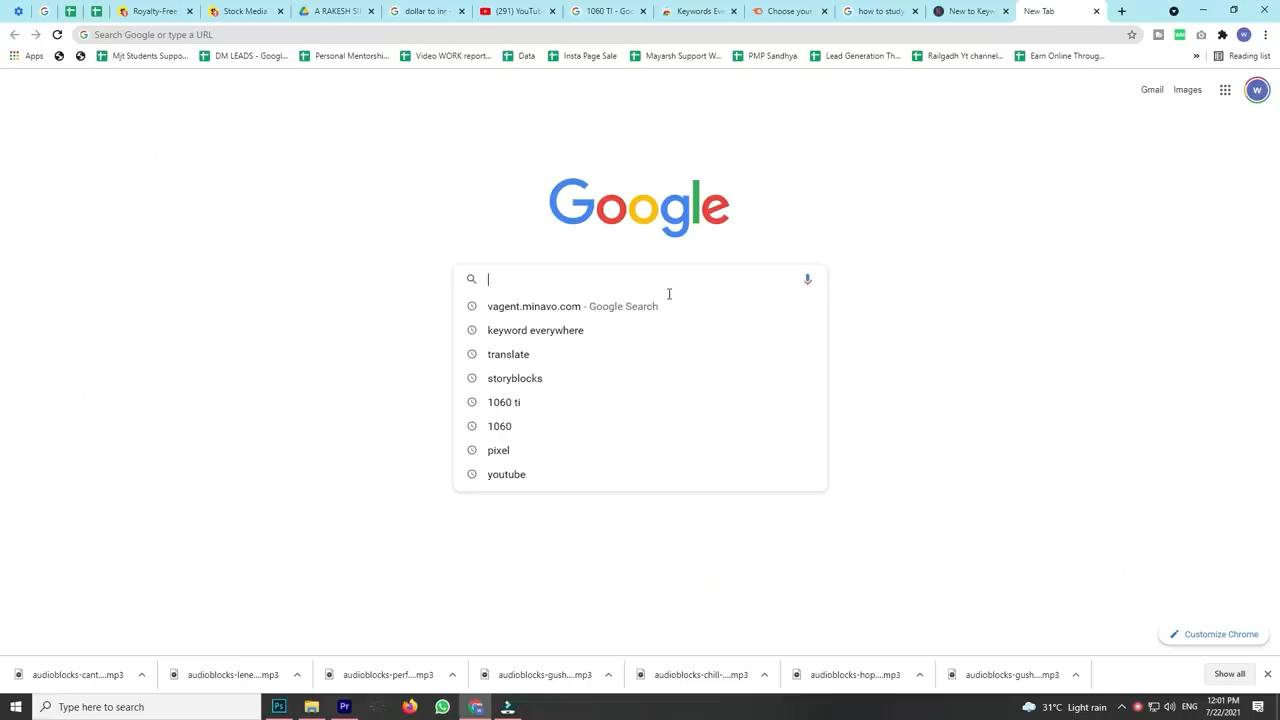 Royalty-Free
Stock Media
A RAKESH SI
dollar to inr -
(291) YouTube
1060 TI - Goo
Keywords Eve
Choose your
how to study
New to Keyw
New Tab
Search Google or type a URL
Apps
Mjt Students Suppo...
DM LEADS - Googl...
Personal Mentorshi...
Video WORK report...
Data
Insta Page Sale
Mayarsh Support W...
PMP Sandhya
Lead Generation Th...
Railgadh Yt channel...
Earn Online Throug...
»
Reading list
Gmail
Images
W
Google
vagent.minavo.com - Google Search
keyword everywhere
translate
storyblocks
1060 ti
1060
pixel
youtube
Customize Chrome
audioblocks-cant....mp3
audioblocks-lene....mp3
audioblocks-perf....mp3
audioblocks-gush....mp3
audioblocks-chill-....mp3
audioblocks-hop....mp3
audioblocks-gush....mp3
Show all
Type here to search
Ps
Pr
31°C Light rain
12:01 PM
7/22/2021